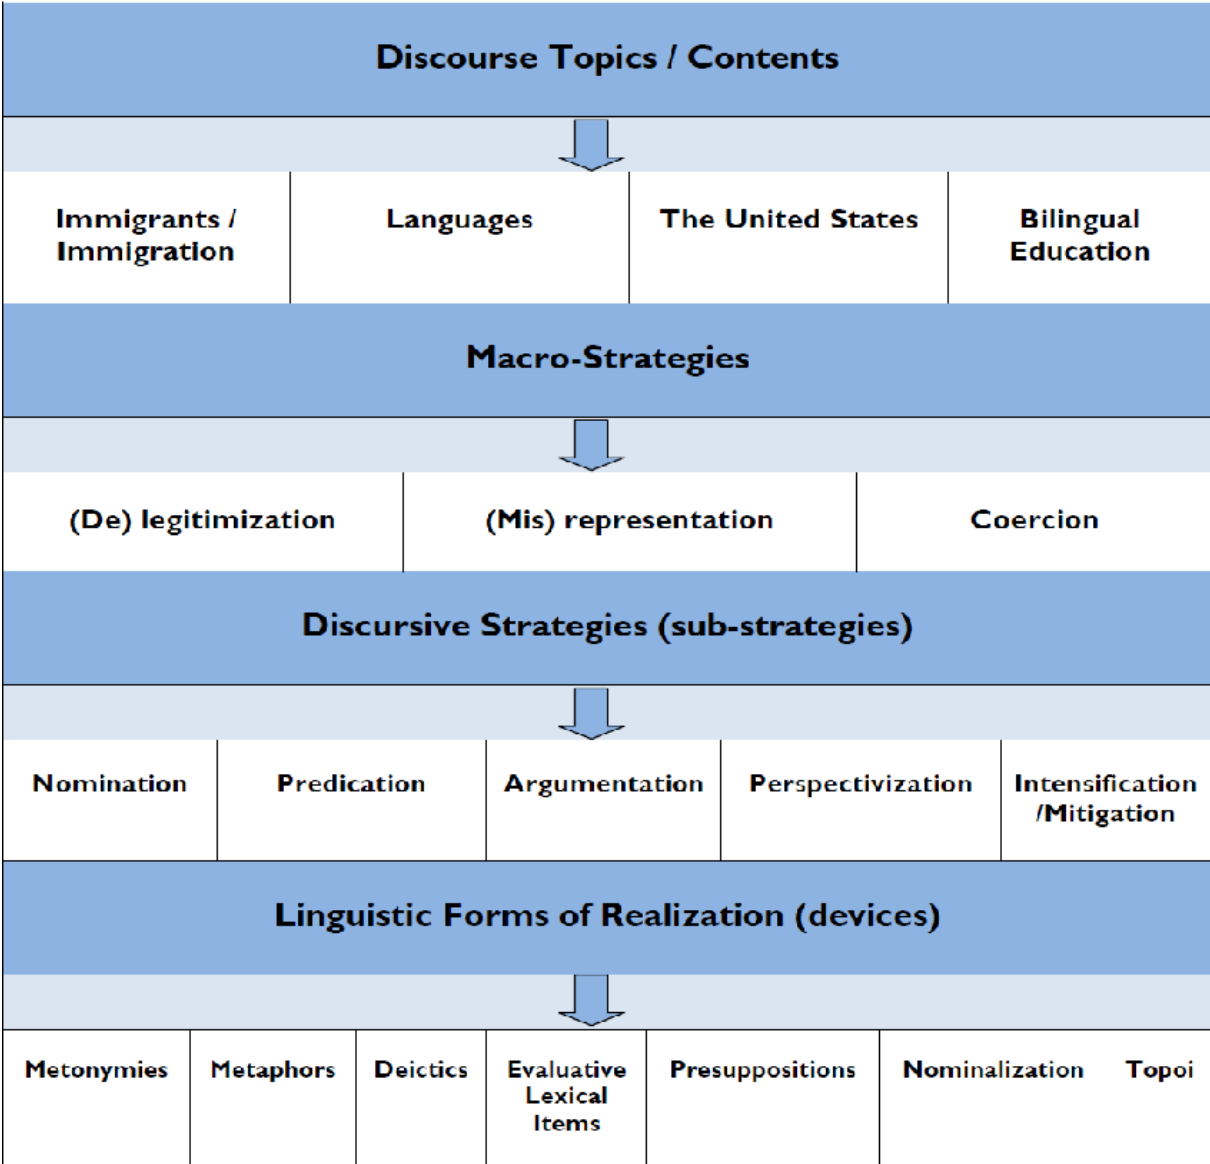 Discourse Topics / Contents
Immigrants /
Immigration
Languages
The United States
Bilingual
Education
Macro-Strategies
(De) legitimization
(Mis) representation
Coercion
Discursive Strategies (sub-strategies)
Nomination
Predication
Argumentation
Perspectivization
Intensification
/Mitigation
Linguistic Forms of Realization (devices)
Metonymies
Metaphors
Deictics
Evaluative
Lexical
Items
Presuppositions
Nominalization
Topoi